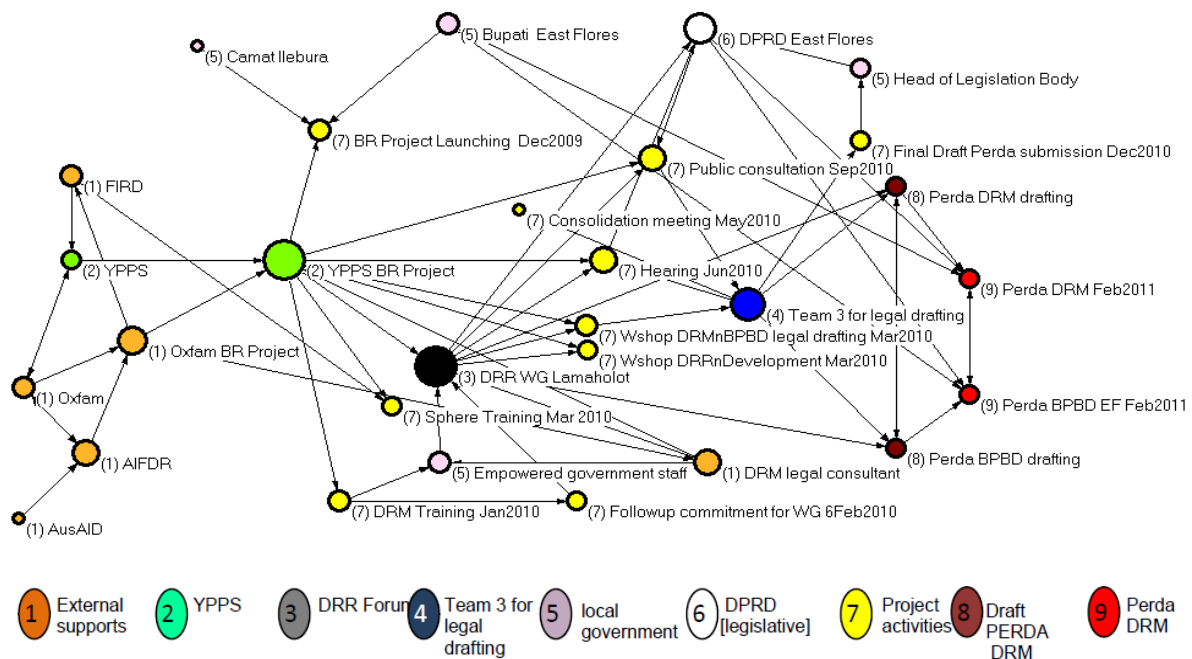 (5) Bupati East Flores
(6) DPRD East Flores
(5) Camat Ilebura
(5) Head of Legislation Body
(7) BR Project Launching Dec2009
(7) Final Draft Perda submission Dec2010
(7) Public consultation Sep2010
(1) FIRD
(8) Perda DRM drafting
(7) Consolidation meeting May2010
(2) YPPS
(2) YPPS BR Project
(7) Hearing Jun2010
(9) Perda DRM Feb2011
(4) Team 3 for legal drafting
(7) Wshop DRMnBPBD legal drafting Mar2010
(1) Oxfam BR Project
(7) Wshop DRRnDevelopment Mar2010
(3) DRR WG Lamaholot
(1) Oxfam
(9) Perda BPBD EF Feb2011
(7) Sphere Training Mar 2010
(8) Perda BPBD drafting
(1) AIFDR
(5) Empowered government staff
(1) DRM legal consultant
(7) DRM Training Jan2010
(7) Followup commitment for WG 6Feb2010
(1) AusAID
1 External
supports
2 YPPS
3 DRR Forum
4 Team 3 for
legal
drafting
5 local
government
6 DPRD
[legislative]
7 Project
activities
8 Draft
PERDA
DRM
9 Perda
DRM